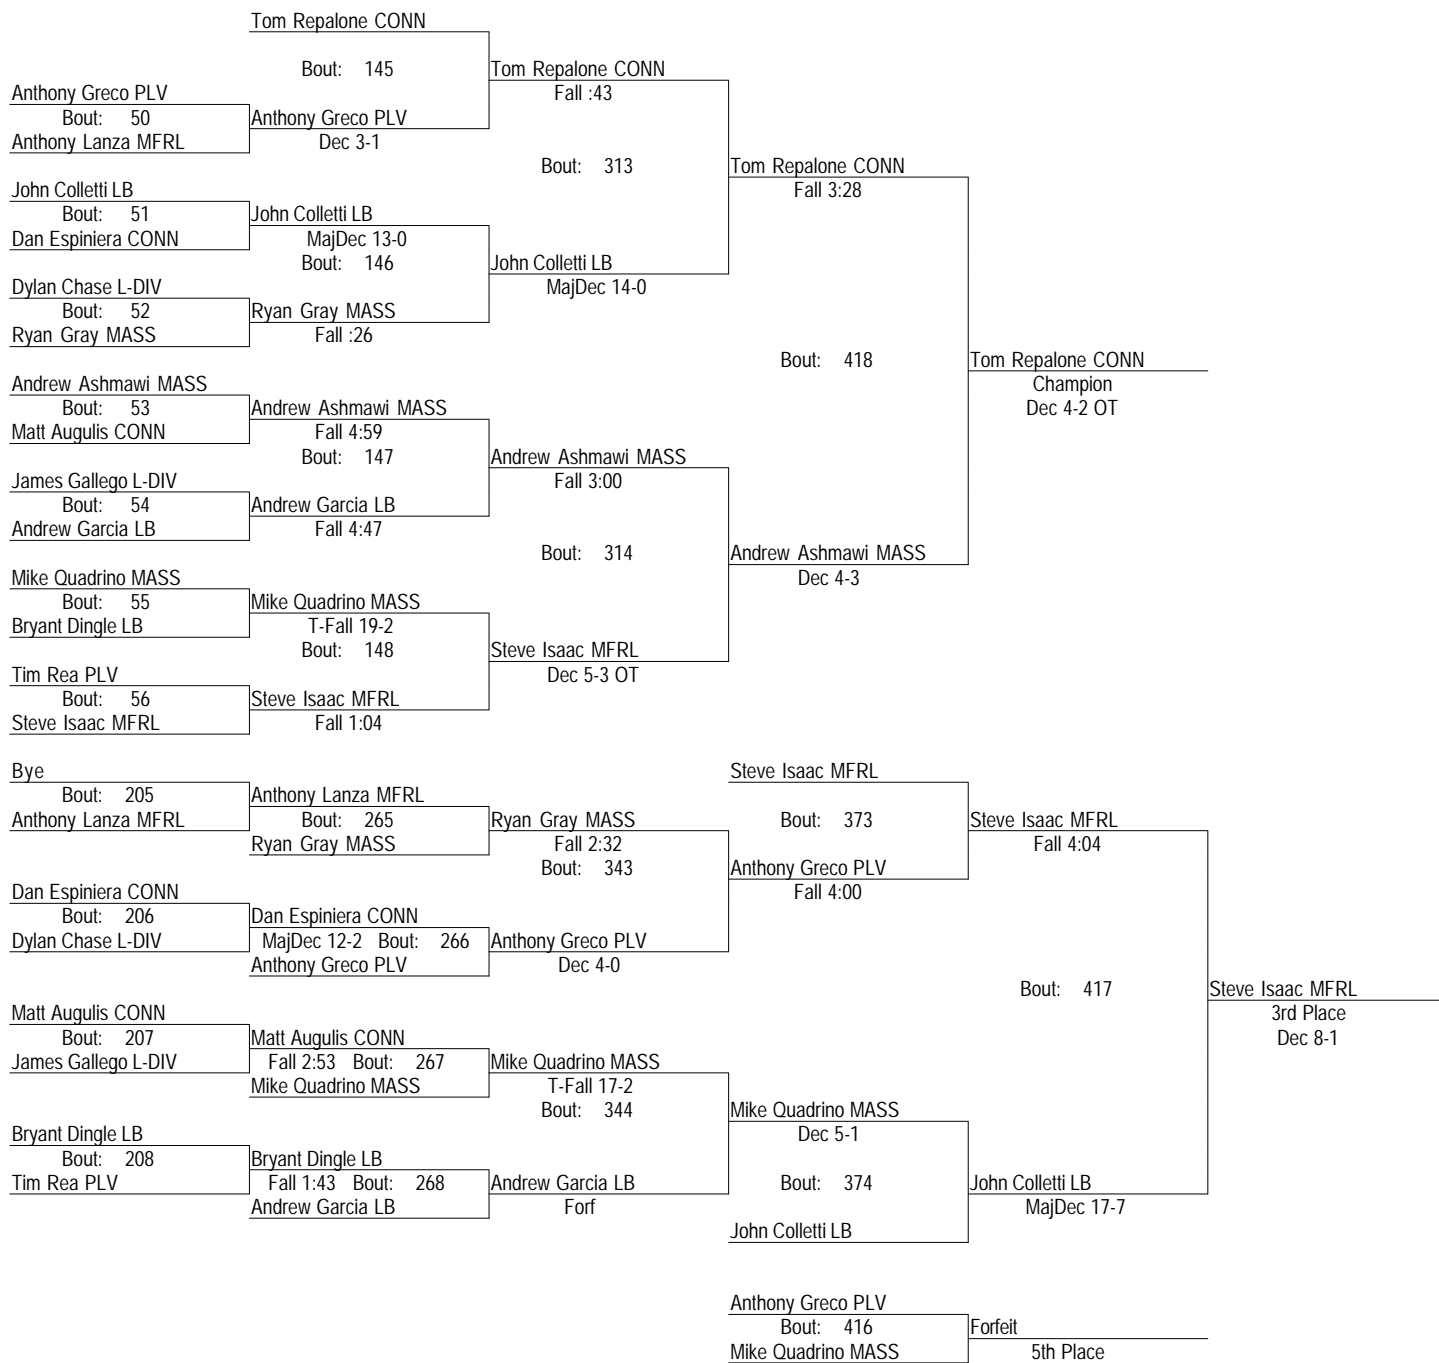 Tom Repalone CONN
Bout: 145 Tom Repalone CONN
Anthony Greco PLV Fall :43
Bout: 50 Anthony Greco PLV
Anthony Lanza MFRL Dec 3-1
Bout: 313 Tom Repalone CONN
John Colletti LB Fall 3:28
Bout: 51 John Colletti LB
Dan Espiniera CONN MajDec 13-0
Bout: 146 John Colletti LB
Dylan Chase L-DIV MajDec 14-0
Bout: 52 Ryan Gray MASS
Ryan Gray MASS Fall :26
Bout: 418 Tom Repalone CONN
Andrew Ashmawi MASS Champion
Bout: 53 Andrew Ashmawi MASS Dec 4-2 OT
Matt Augulis CONN Fall 4:59
Bout: 147 Andrew Ashmawi MASS
James Gallego L-DIV Fall 3:00
Bout: 54 Andrew Garcia LB
Andrew Garcia LB Fall 4:47
Bout: 314 Andrew Ashmawi MASS
Mike Quadrino MASS Dec 4-3
Bout: 55 Mike Quadrino MASS
Bryant Dingle LB T-Fall 19-2
Bout: 148 Steve Isaac MFRL
Tim Rea PLV Dec 5-3 OT
Bout: 56 Steve Isaac MFRL
Steve Isaac MFRL Fall 1:04
Bye Steve Isaac MFRL
Bout: 205 Anthony Lanza MFRL
Anthony Lanza MFRL Bout: 265 Ryan Gray MASS Bout: 373 Steve Isaac MFRL
Ryan Gray MASS Fall 2:32 Fall 4:04
Bout: 343 Anthony Greco PLV
Dan Espiniera CONN Fall 4:00
Bout: 206 Dan Espiniera CONN
Dylan Chase L-DIV MajDec 12-2 Bout: 266 Anthony Greco PLV
Anthony Greco PLV Dec 4-0
Bout: 417 Steve Isaac MFRL
Matt Augulis CONN 3rd Place
Bout: 207 Matt Augulis CONN Dec 8-1
James Gallego L-DIV Fall 2:53 Bout: 267 Mike Quadrino MASS
Mike Quadrino MASS T-Fall 17-2
Bout: 344 Mike Quadrino MASS
Bryant Dingle LB Dec 5-1
Bout: 208 Bryant Dingle LB
Tim Rea PLV Fall 1:43 Bout: 268 Andrew Garcia LB Bout: 374 John Colletti LB
Andrew Garcia LB Forf MajDec 17-7
John Colletti LB
Anthony Greco PLV
Bout: 416 Forfeit
Mike Quadrino MASS 5th Place